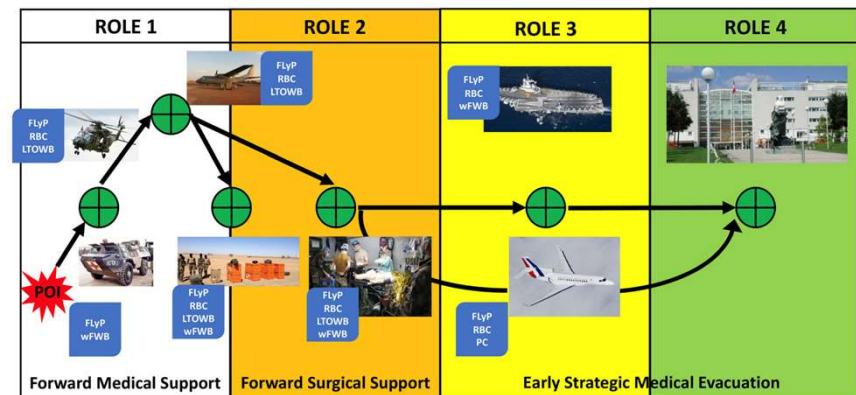 ROLE 1
ROLE 2
ROLE 3
ROLE 4
FLyP
RBC
LTOWB
FLyP
RBC
LTOWB
FLyP
RBC
wFWB
POI
FLyP
wFWB
FLyP
RBC
LTOWB
wFWB
FLyP
RBC
LTOWB
wFWB
FLyP
RBC
PC
Forward Medical Support
Forward Surgical Support
Early Strategic Medical Evacuation